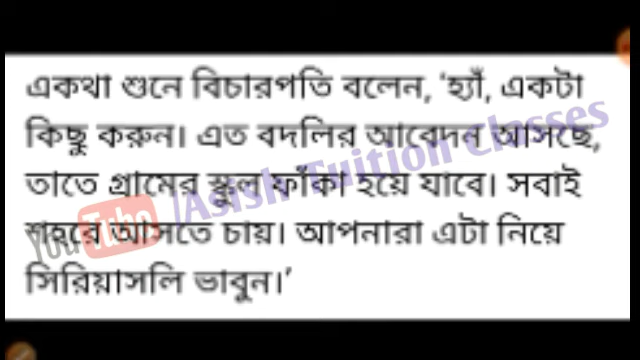 একথা শুনে বিচারপতি বলেন, ‘হ্যাঁ, একটা
কিছু করুন। এত বদলির আবেদন আসছে,
তাতে গ্রামের স্কুল ফাঁকা হয়ে যাবে। সবাই
শহরে আসতে চায়। আপনারা এটা নিয়ে
সিরিয়াসলি ভাবুন।’
YouTube/Asish Tuition Classes